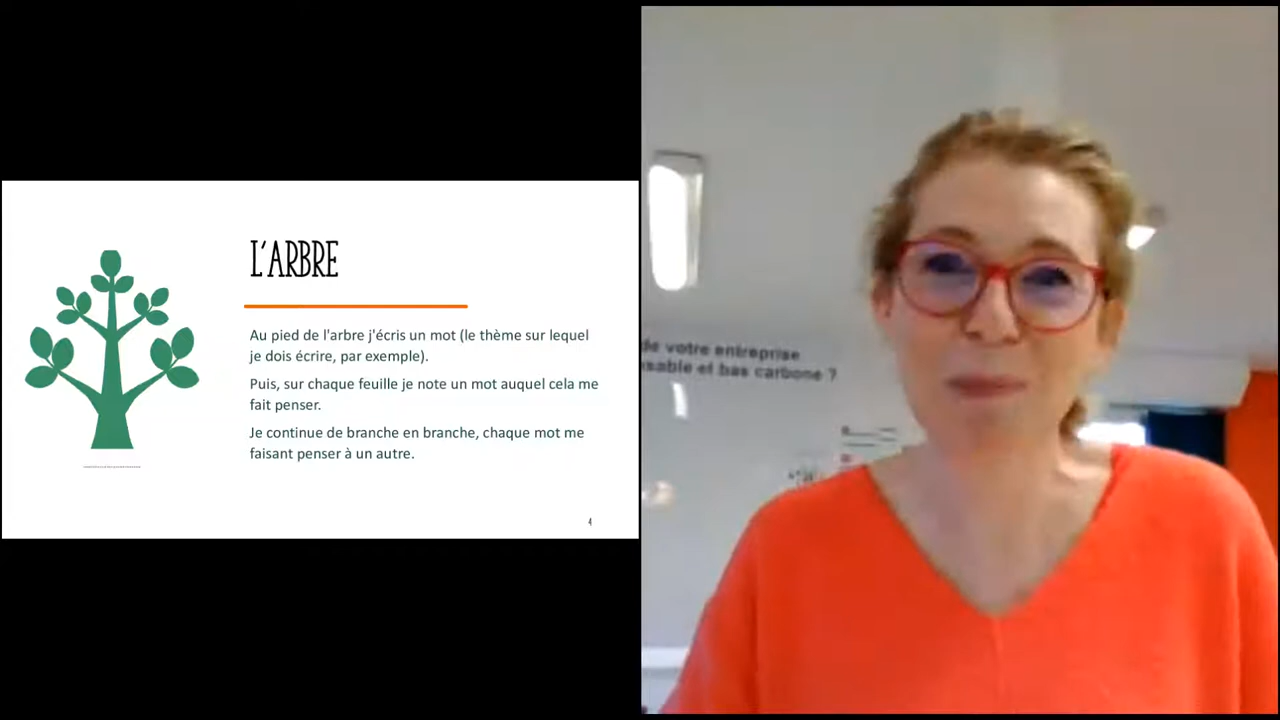 L'ARBRE
Au pied de l'arbre j'écris un mot (le thème sur lequel
je dois écrire, par exemple).
Puis, sur chaque feuille je note un mot auquel cela me
fait penser.
Je continue de branche en branche, chaque mot me
faisant penser à un autre.
4
de votre entreprise
sable et bas carbone ?